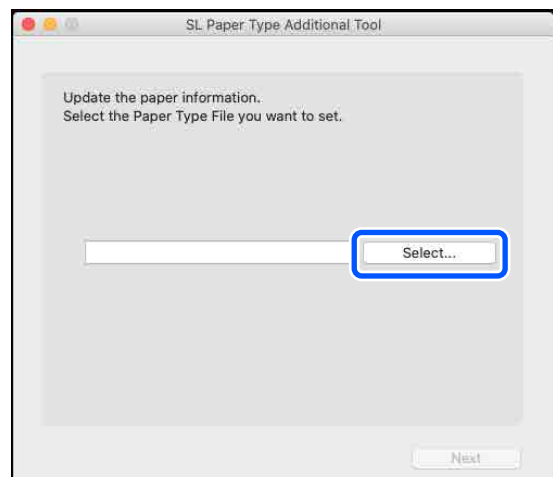 SL Paper Type Additional Tool
Update the paper information.
Select the Paper Type File you want to set.
Select...
Next